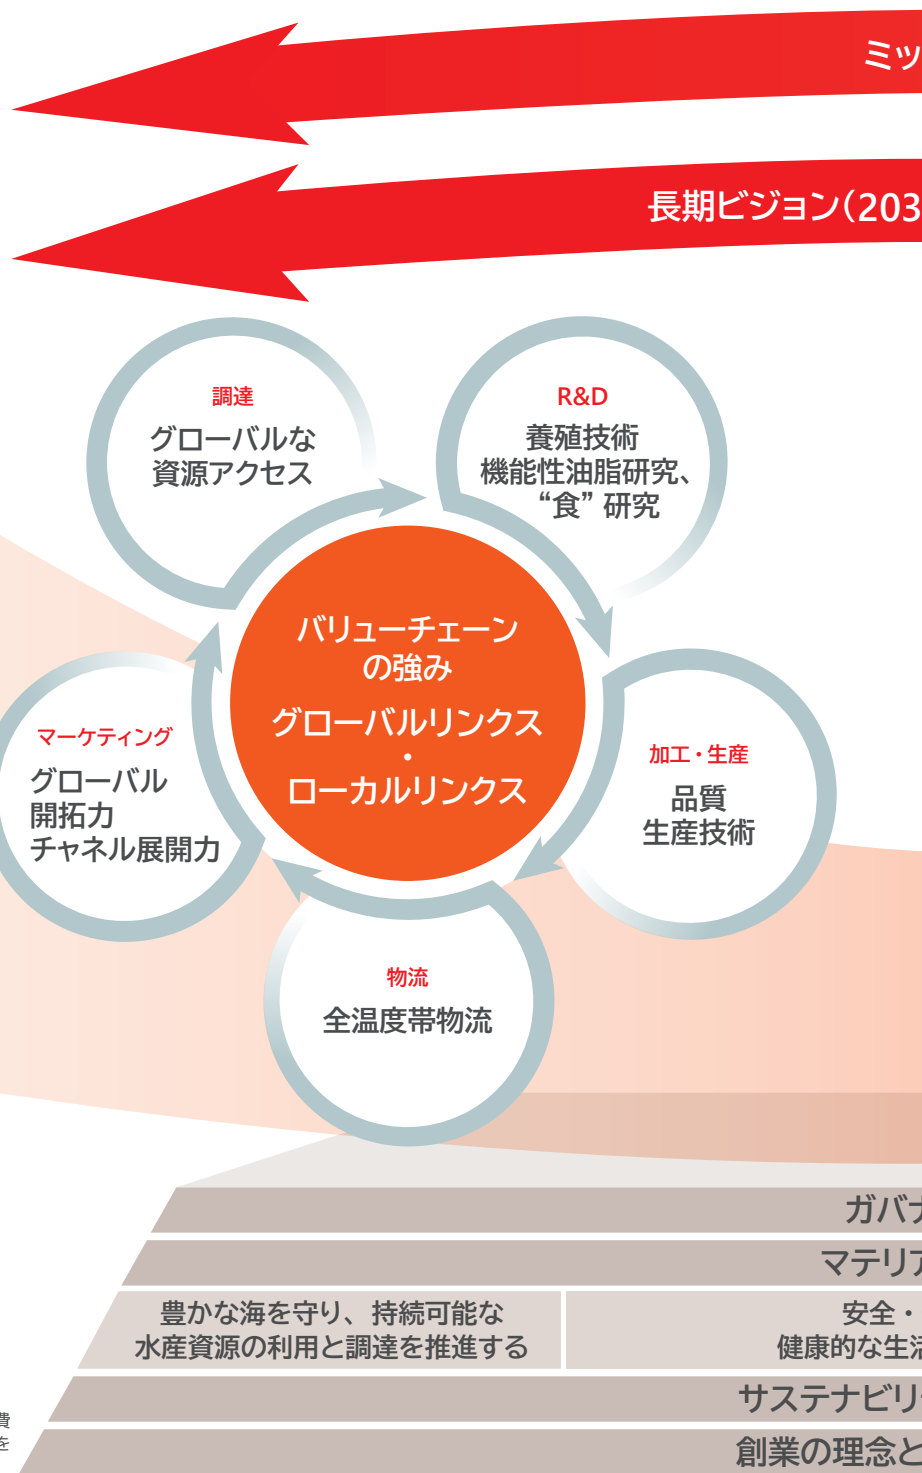 ミッ
長期ビジョン（203
調達
グローバルな
資源アクセス
R&D
養殖技術
機能性油脂研究、
“食” 研究
バリューチェーン
の強み
グローバルリンクス
・
ローカルリンクス
マーケティング
グローバル
開拓力
チャネル展開力
加工・生産
品質
生産技術
物流
全温度帯物流
ガバナ
マテリア
豊かな海を守り、持続可能な
水産資源の利用と調達を推進する
安全・
健康的な生活
サステナビリ
費
を
創業の理念と